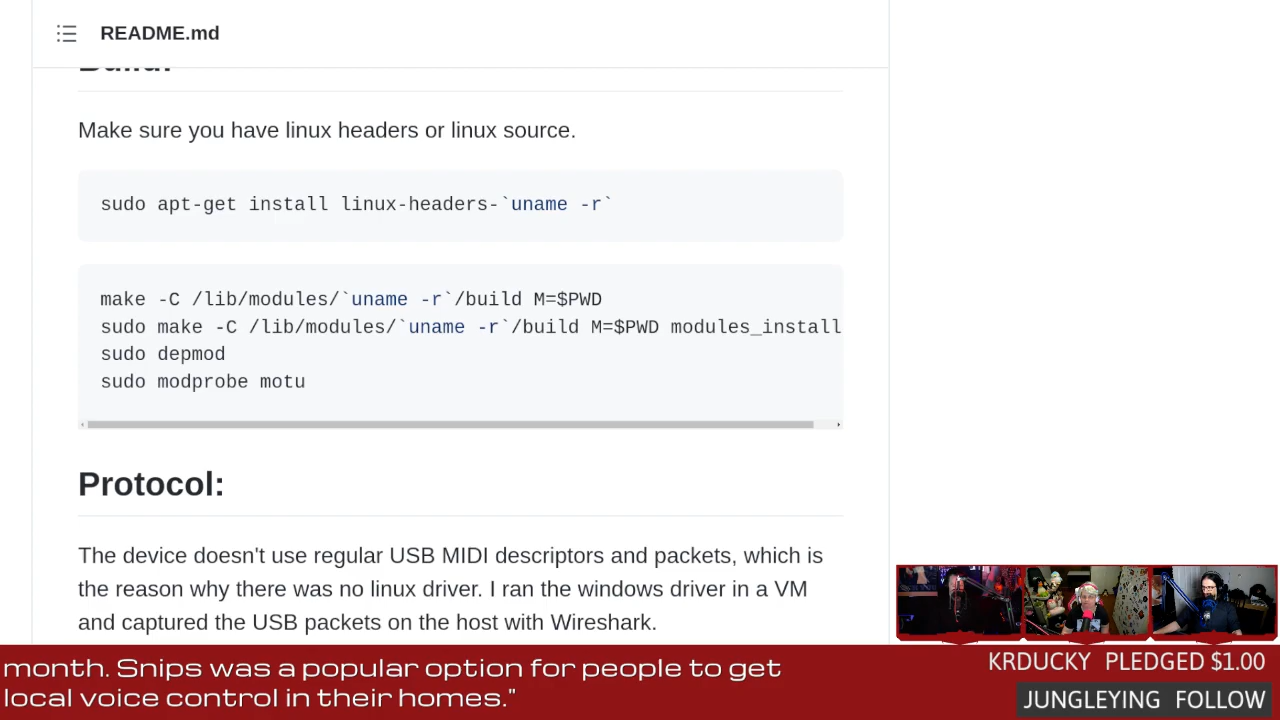 README.md
Build:
Make sure you have linux headers or linux source.
sudo apt-get install linux-headers-`uname -r`
make -C /lib/modules/`uname -r`/build M=$PWD
sudo make -C /lib/modules/`uname -r`/build M=$PWD modules_install
sudo depmod
sudo modprobe motu
Protocol:
The device doesn't use regular USB MIDI descriptors and packets, which is
the reason why there was no linux driver. I ran the windows driver in a VM
and captured the USB packets on the host with Wireshark.
month. Snips was a popular option for people to get
local voice control in their homes."
KRDUCKY PLEDGED $1.00
JUNGLEYING FOLLOW